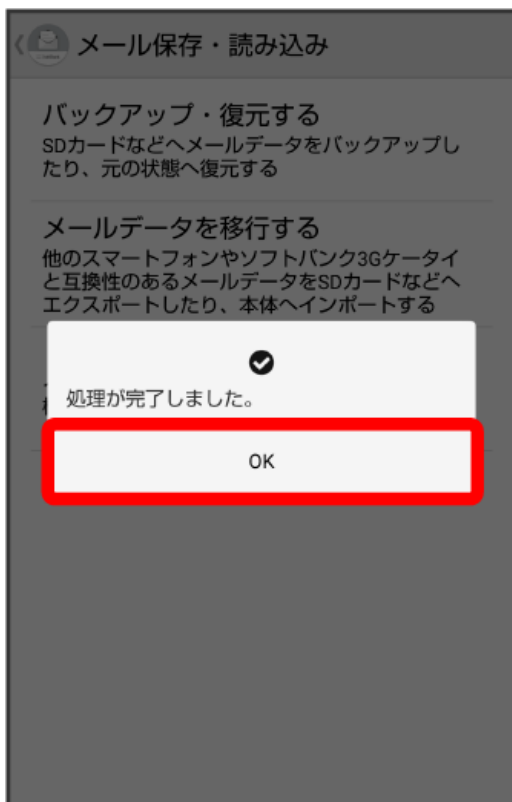 メール保存・読み込み
バックアップ・復元する
SDカードなどへメールデータをバックアップし
たり、元の状態へ復元する
メールデータを移行する
他のスマートフォンやソフトバンク3Gケータイ
と互換性のあるメールデータをSDカードなどへ
エクスポートしたり、本体へインポートする
処理が完了しました。
OK